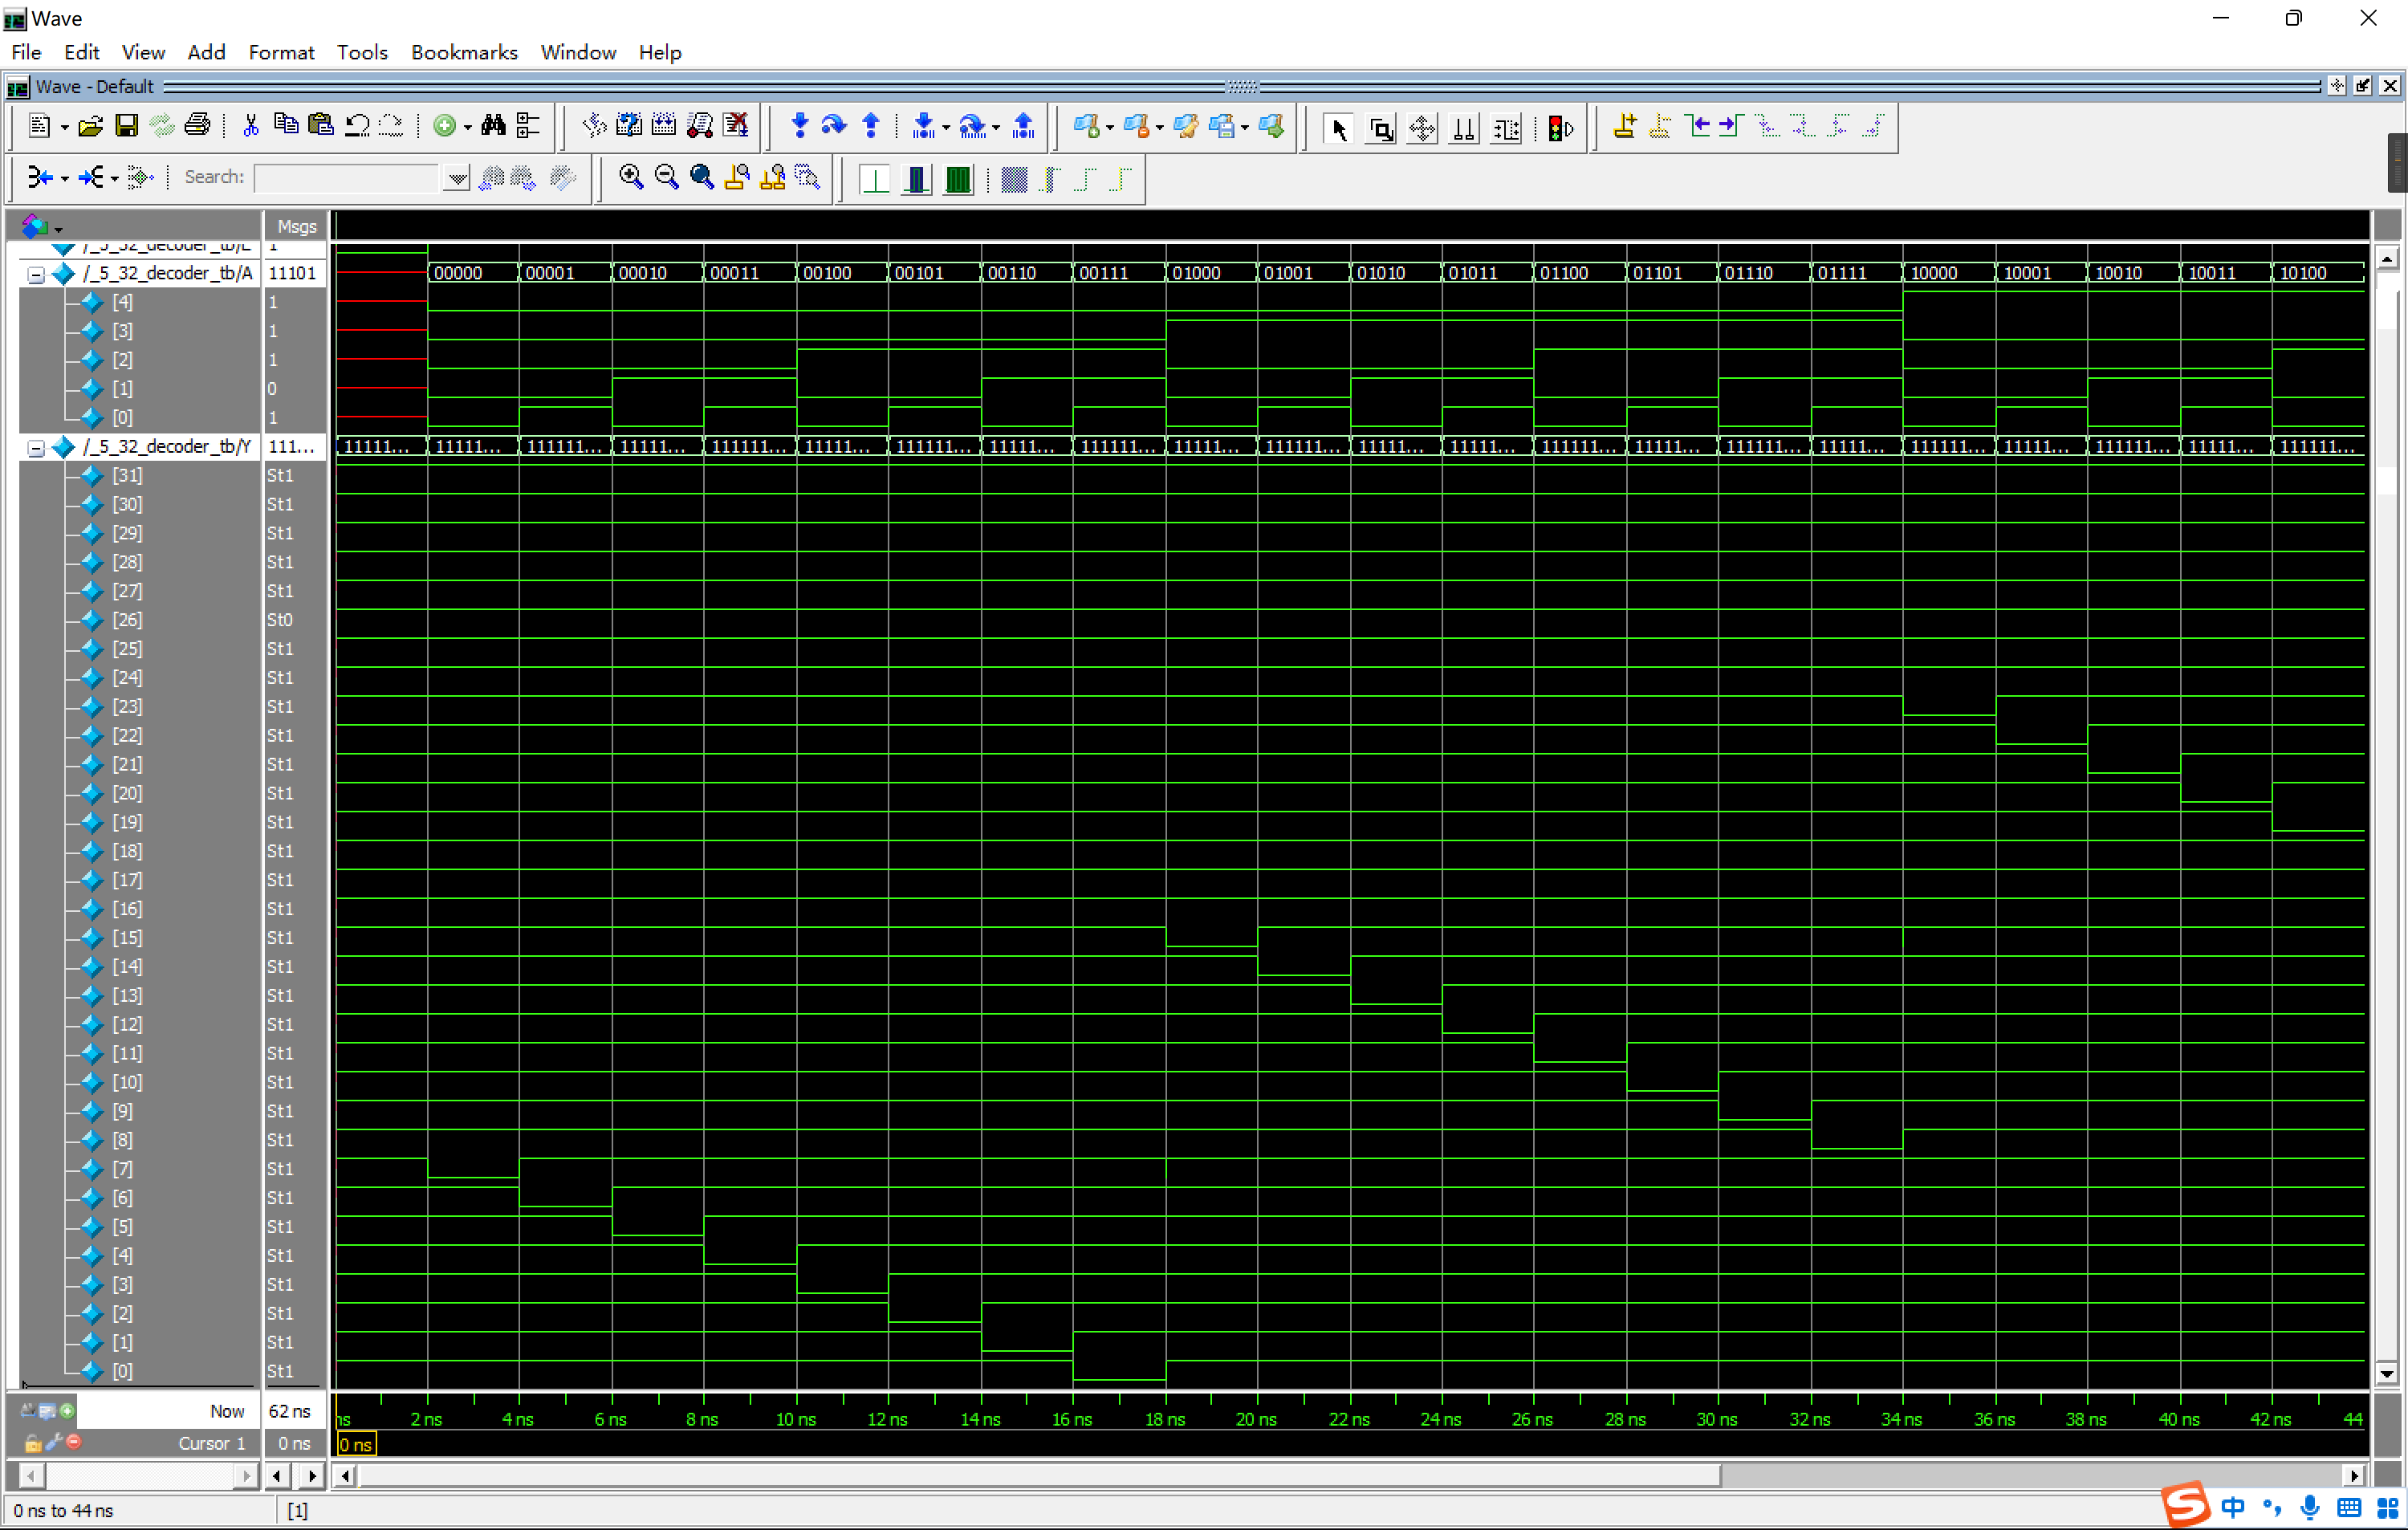 Wave
File Edit View Add Format Tools Bookmarks Window Help
Wave - Default
Search:
Msgs
1
/_5_32_decoder_tb/A 11101 00000 00001 00010 00011 00100 00101 00110 00111 01000 01001 01010 01011 01100 01101 01110 01111 10000 10001 10010 10011 10100
[4] 1
[3] 1
[2] 1
[1] 0
[0] 1
/_5_32_decoder_tb/Y 111... 11111... 11111... 111111... 11111... 111111... 11111... 111111... 11111... 111111... 11111... 111111... 11111... 11111... 111111... 11111... 111111... 11111... 111111... 11111... 111111... 11111... 111111...
[31] St1
[30] St1
[29] St1
[28] St1
[27] St1
[26] St0
[25] St1
[24] St1
[23] St1
[22] St1
[21] St1
[20] St1
[19] St1
[18] St1
[17] St1
[16] St1
[15] St1
[14] St1
[13] St1
[12] St1
[11] St1
[10] St1
[9] St1
[8] St1
[7] St1
[6] St1
[5] St1
[4] St1
[3] St1
[2] St1
[1] St1
[0] St1
Now 62 ns ns 2 ns 4 ns 6 ns 8 ns 10 ns 12 ns 14 ns 16 ns 18 ns 20 ns 22 ns 24 ns 26 ns 28 ns 30 ns 32 ns 34 ns 36 ns 38 ns 40 ns 42 ns 44
Cursor 1 0 ns 0 ns
0 ns to 44 ns [1]
S 中